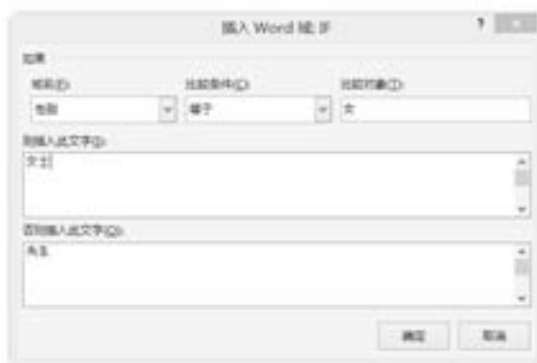 插入 Word 域: IF
如果
域名(F): 比较条件(C): 比较对象(T):
性别 等于 女
则插入此文字(I):
女士
否则插入此文字(O):
先生
确定 取消